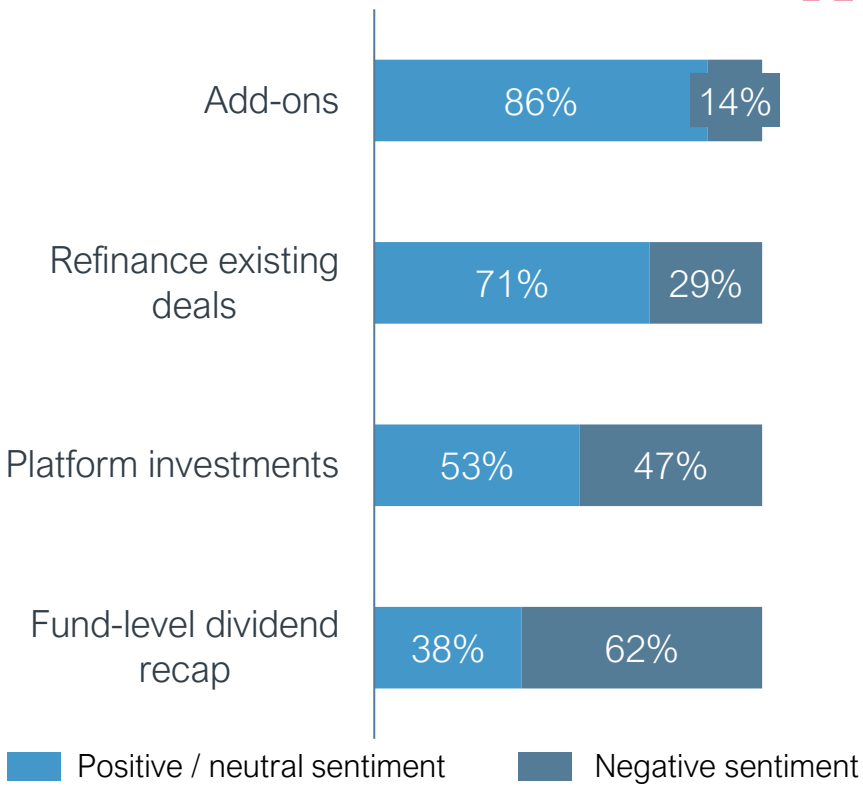 Add-ons
86%
14%
Refinance existing
deals
71%
29%
Platform investments
53%
47%
Fund-level dividend
recap
38%
62%
Positive / neutral sentiment
Negative sentiment